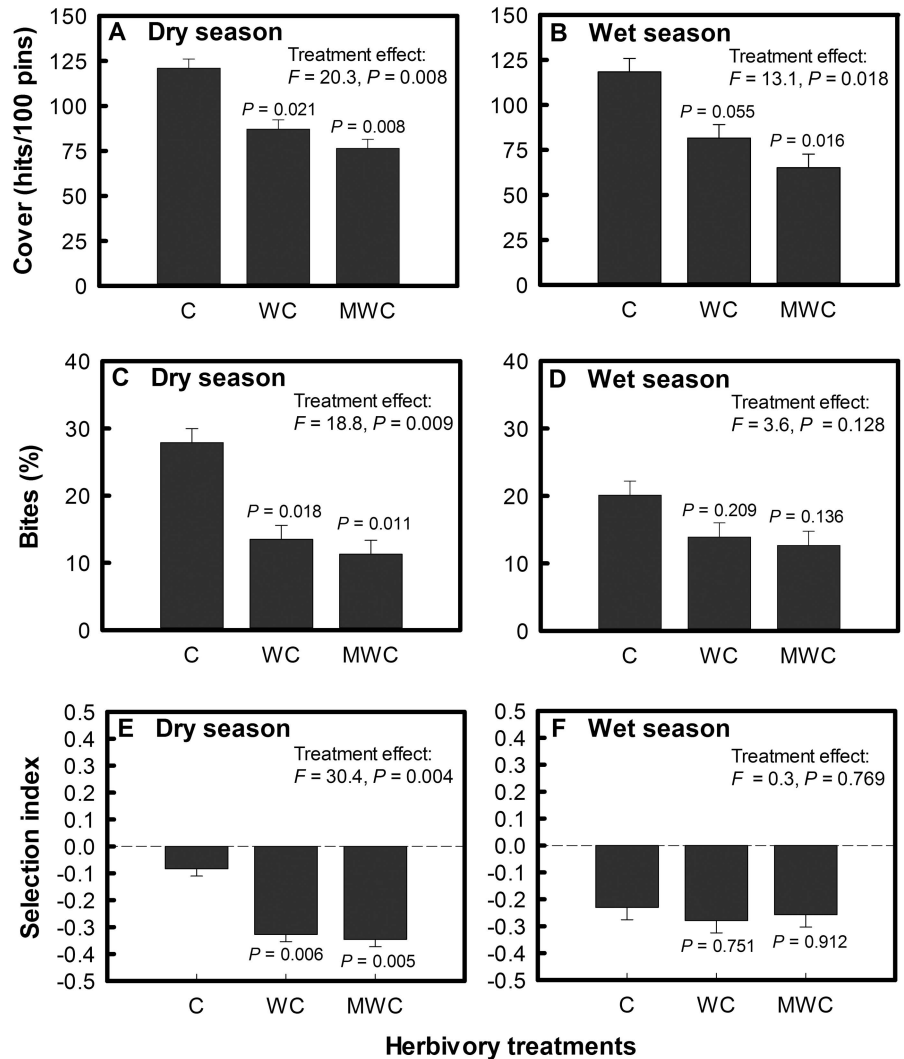 A Dry season
Treatment effect:
F = 20.3, P = 0.008
P = 0.021
P = 0.008
Cover (hits/100 pins)
150
125
100
75
50
25
0
C WC MWC
B Wet season
Treatment effect:
F = 13.1, P = 0.018
P = 0.055
P = 0.016
150
125
100
75
50
25
0
C WC MWC
C Dry season
Treatment effect:
F = 18.8, P = 0.009
P = 0.018
P = 0.011
Bites (%)
40
30
20
10
0
C WC MWC
D Wet season
Treatment effect:
F = 3.6, P = 0.128
P = 0.209
P = 0.136
40
30
20
10
0
C WC MWC
E Dry season
Treatment effect:
F = 30.4, P = 0.004
Selection index
0.5
0.4
0.3
0.2
0.1
0.0
-0.1
-0.2
-0.3
-0.4
-0.5
P = 0.006
P = 0.005
C WC MWC
F Wet season
Treatment effect:
F = 0.3, P = 0.769
0.5
0.4
0.3
0.2
0.1
0.0
-0.1
-0.2
-0.3
-0.4
-0.5
P = 0.751
P = 0.912
C WC MWC
Herbivory treatments